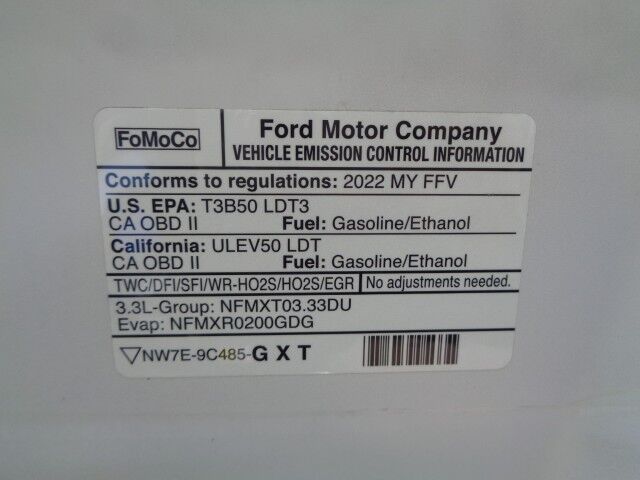 FoMoCo
Ford Motor Company
VEHICLE EMISSION CONTROL INFORMATION
Conforms to regulations: 2022 MY FFV
U.S. EPA: T3B50 LDT3
CA OBD II Fuel: Gasoline/Ethanol
California: ULEV50 LDT
CA OBD II Fuel: Gasoline/Ethanol
TWC/DFI/SFI/WR-HO2S/HO2S/EGR No adjustments needed.
3.3L-Group: NFMXT03.33DU
Evap: NFMXR0200GDG
NW7E-9C485-G X T